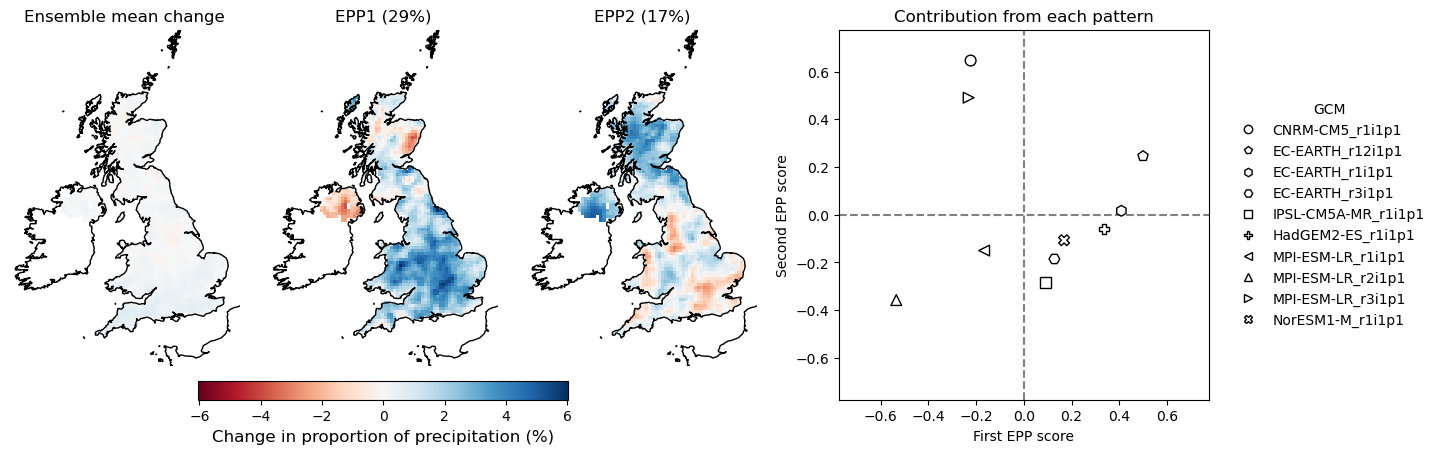 Ensemble mean change
EPP1 (29%)
EPP2 (17%)
−6 −4 −2 0 2 4 6
Change in proportion of precipitation (%)
Contribution from each pattern
Second EPP score
0.6
0.4
0.2
0.0
−0.2
−0.4
−0.6
−0.6 −0.4 −0.2 0.0 0.2 0.4 0.6
First EPP score
GCM
CNRM-CM5_r1i1p1
EC-EARTH_r12i1p1
EC-EARTH_r1i1p1
EC-EARTH_r3i1p1
IPSL-CM5A-MR_r1i1p1
HadGEM2-ES_r1i1p1
MPI-ESM-LR_r1i1p1
MPI-ESM-LR_r2i1p1
MPI-ESM-LR_r3i1p1
NorESM1-M_r1i1p1